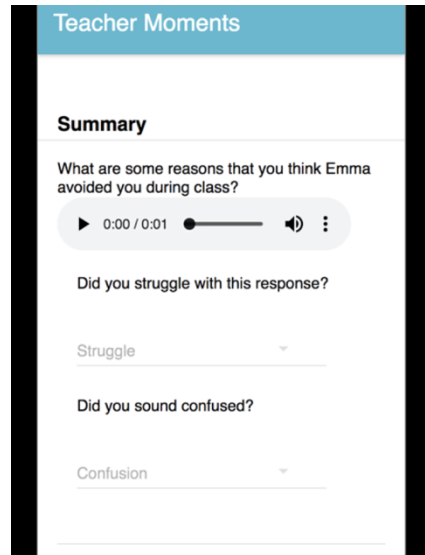 Teacher Moments
Summary
What are some reasons that you think Emma
avoided you during class?
0:00 / 0:01
Did you struggle with this response?
Struggle
Did you sound confused?
Confusion